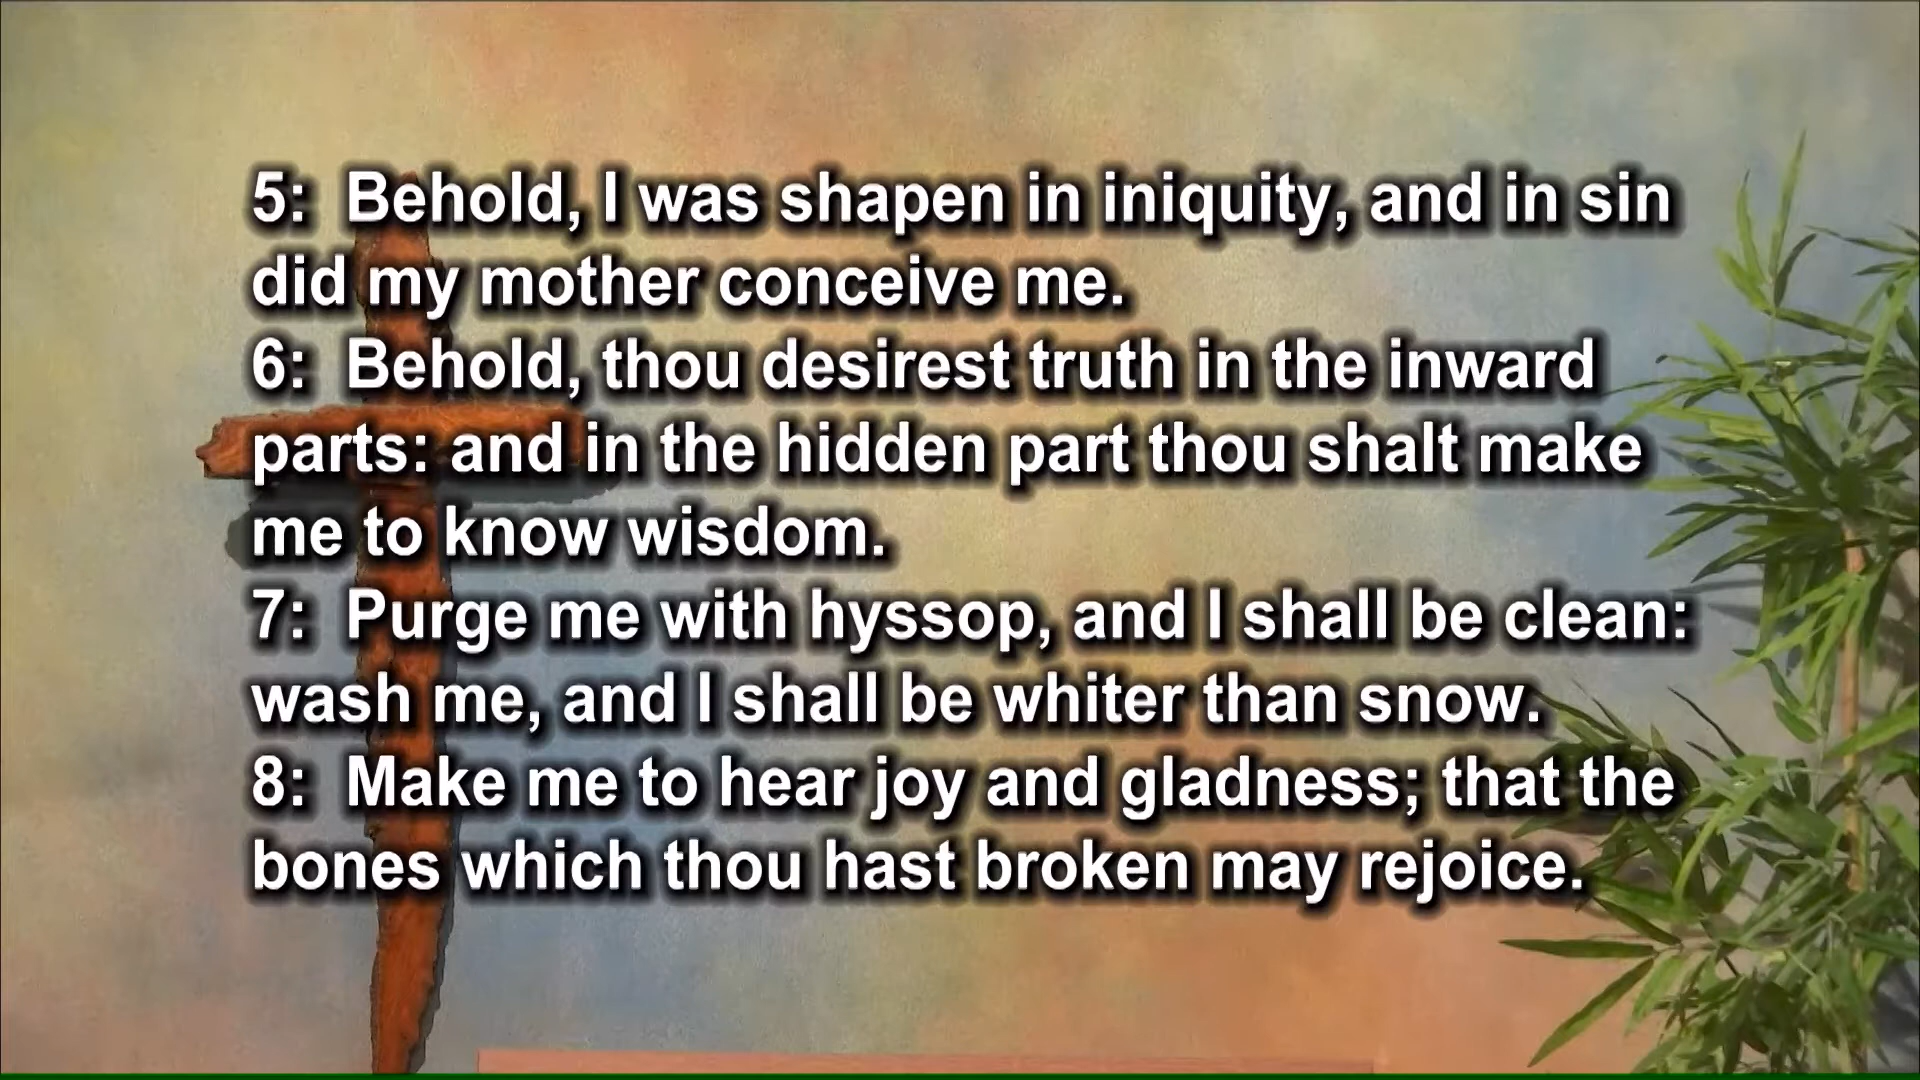 5:  Behold, I was shapen in iniquity, and in sin
did my mother conceive me.
6:  Behold, thou desirest truth in the inward
parts: and in the hidden part thou shalt make
me to know wisdom.
7:  Purge me with hyssop, and I shall be clean:
wash me, and I shall be whiter than snow.
8:  Make me to hear joy and gladness; that the
bones which thou hast broken may rejoice.